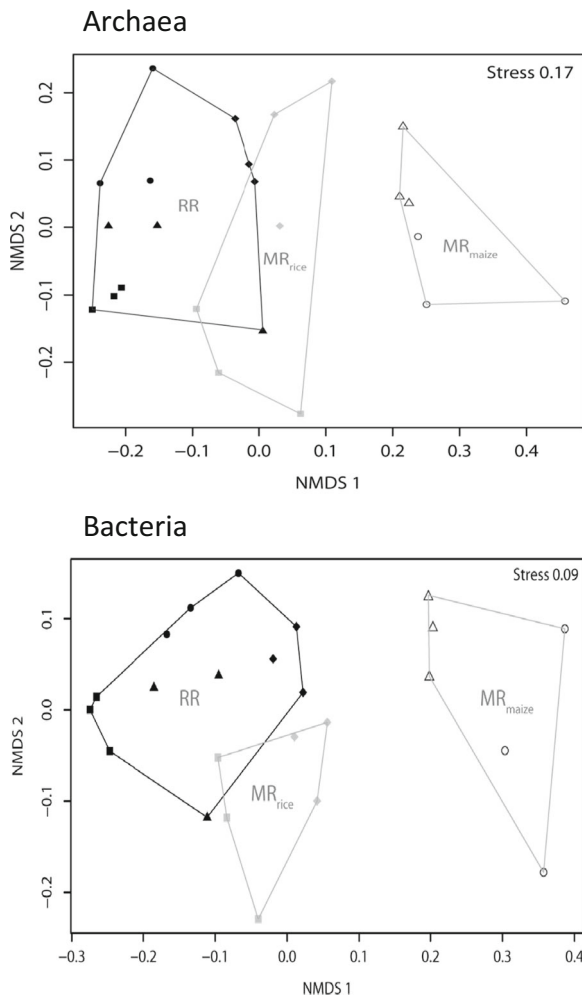 Archaea
Stress 0.17
NMDS 2
0.2
0.1
0.0
−0.1
−0.2
RR
MRrice
MRmaize
−0.2
−0.1
0.0
0.1
0.2
0.3
0.4
NMDS 1
Bacteria
Stress 0.09
NMDS 2
0.1
0.0
−0.1
−0.2
RR
MRrice
MRmaize
−0.3
−0.2
−0.1
0.0
0.1
0.2
0.3
0.4
NMDS 1